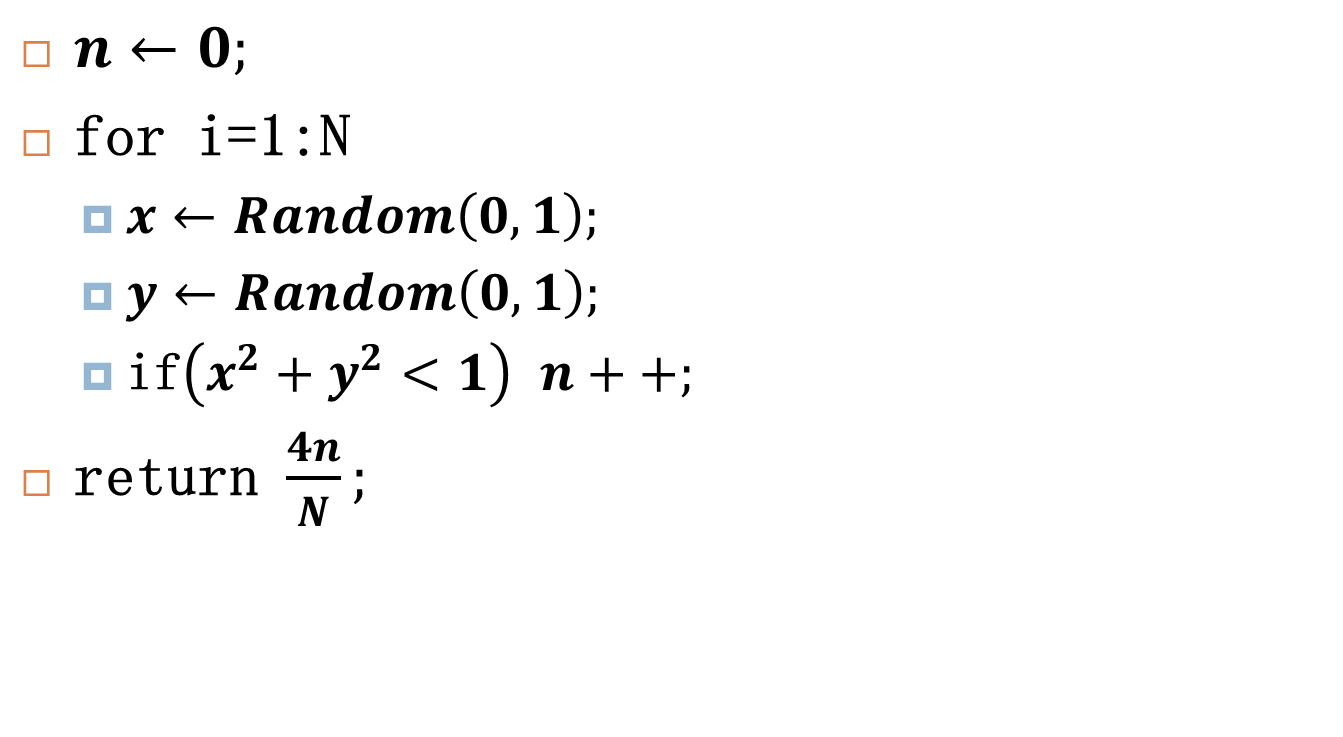 n ← 0;
for i=1:N
x ← Random(0, 1);
y ← Random(0, 1);
if(x² + y² < 1) n + +;
return 4n/N;